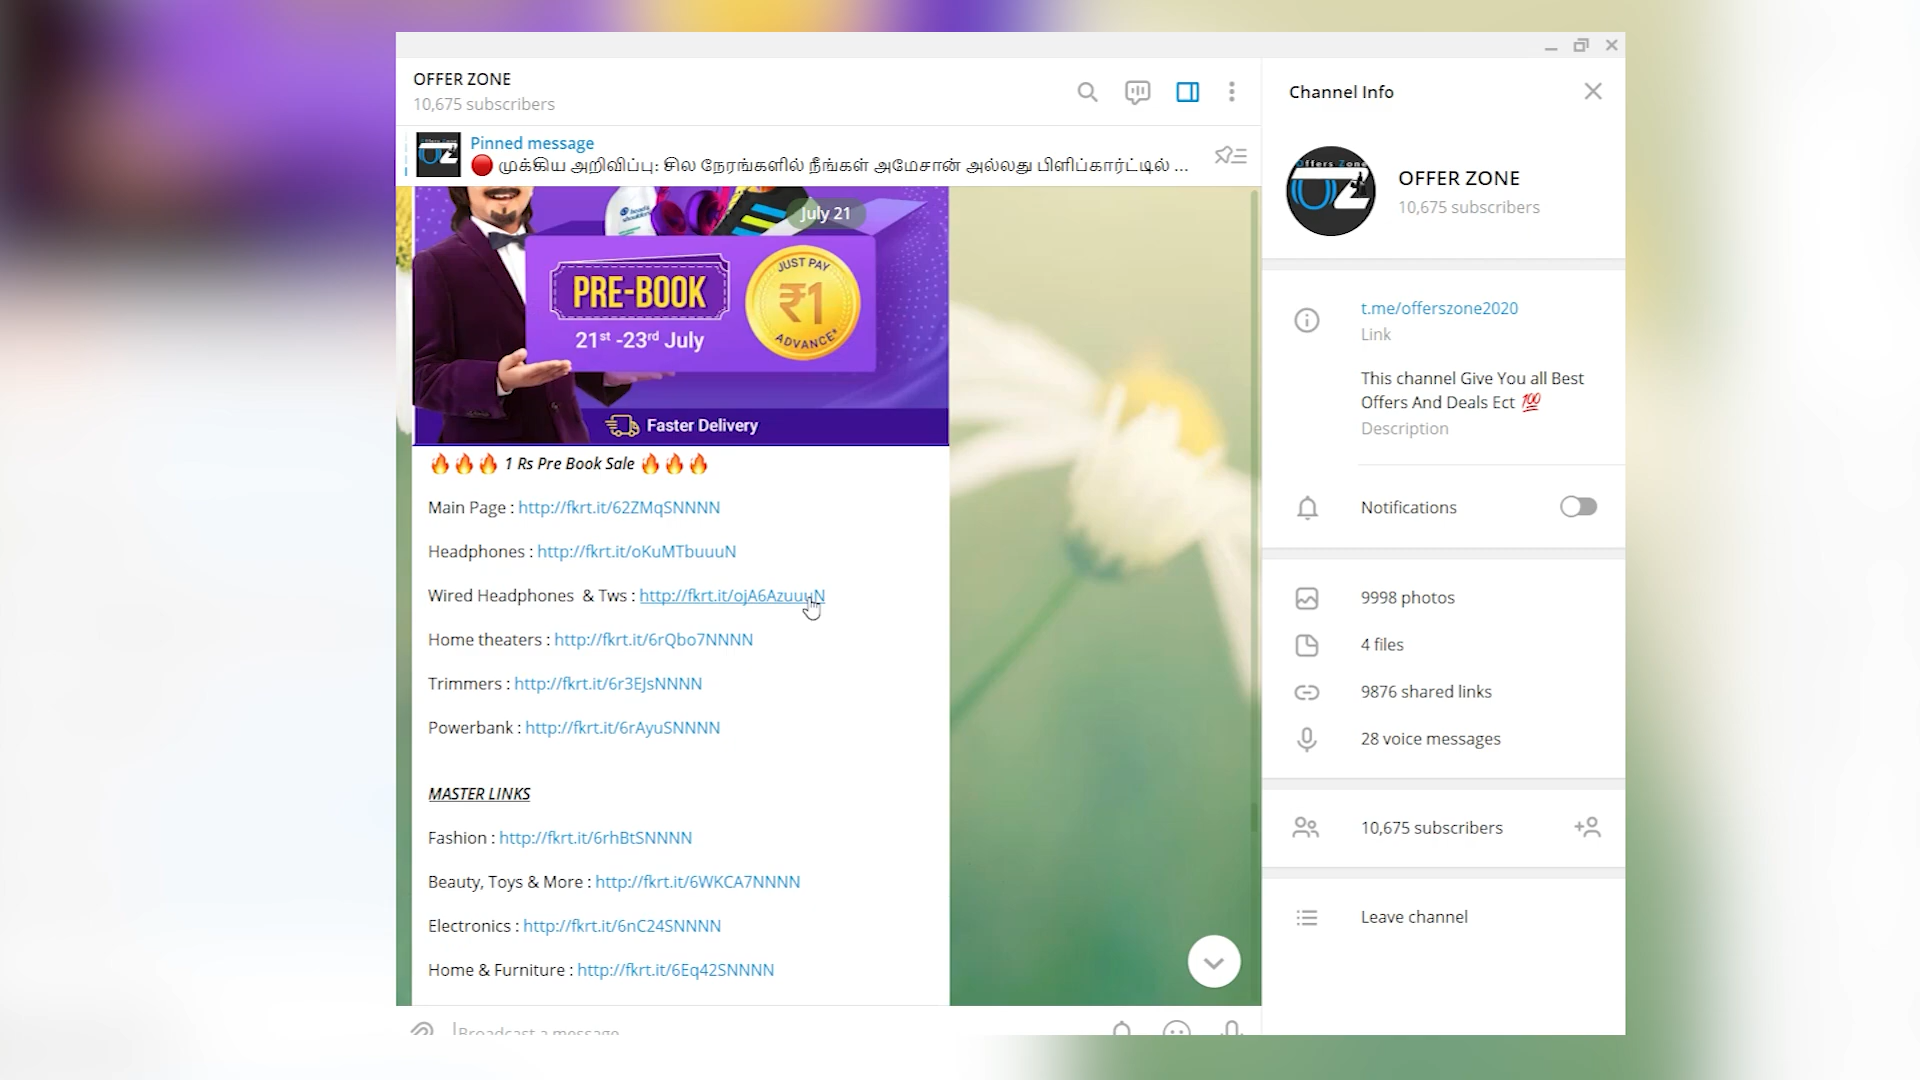 OFFER ZONE
10,675 subscribers
Pinned message
🔴 முக்கிய அறிவிப்பு: சில நேரங்களில் நீங்கள் அமேசான் அல்லது பிளிப்கார்ட்டில் ...
July 21
PRE-BOOK
21st -23rd July
JUST PAY
₹1
ADVANCE*
Faster Delivery
🔥🔥🔥 1 Rs Pre Book Sale 🔥🔥🔥
Main Page : http://fkrt.it/62ZMqSNNNN
Headphones : http://fkrt.it/oKuMTbuuuN
Wired Headphones & Tws : http://fkrt.it/ojA6AzuuuN
Home theaters : http://fkrt.it/6rQbo7NNNN
Trimmers : http://fkrt.it/6r3EJsNNNN
Powerbank : http://fkrt.it/6rAyuSNNNN
MASTER LINKS
Fashion : http://fkrt.it/6rhBtSNNNN
Beauty, Toys & More : http://fkrt.it/6WKCA7NNNN
Electronics : http://fkrt.it/6nC24SNNNN
Home & Furniture : http://fkrt.it/6Eq42SNNNN
Broadcast a message
Channel Info
Offers Zone
OZ
OFFER ZONE
10,675 subscribers
t.me/offerszone2020
Link
This channel Give You all Best
Offers And Deals Ect 💯
Description
Notifications
9998 photos
4 files
9876 shared links
28 voice messages
10,675 subscribers
Leave channel